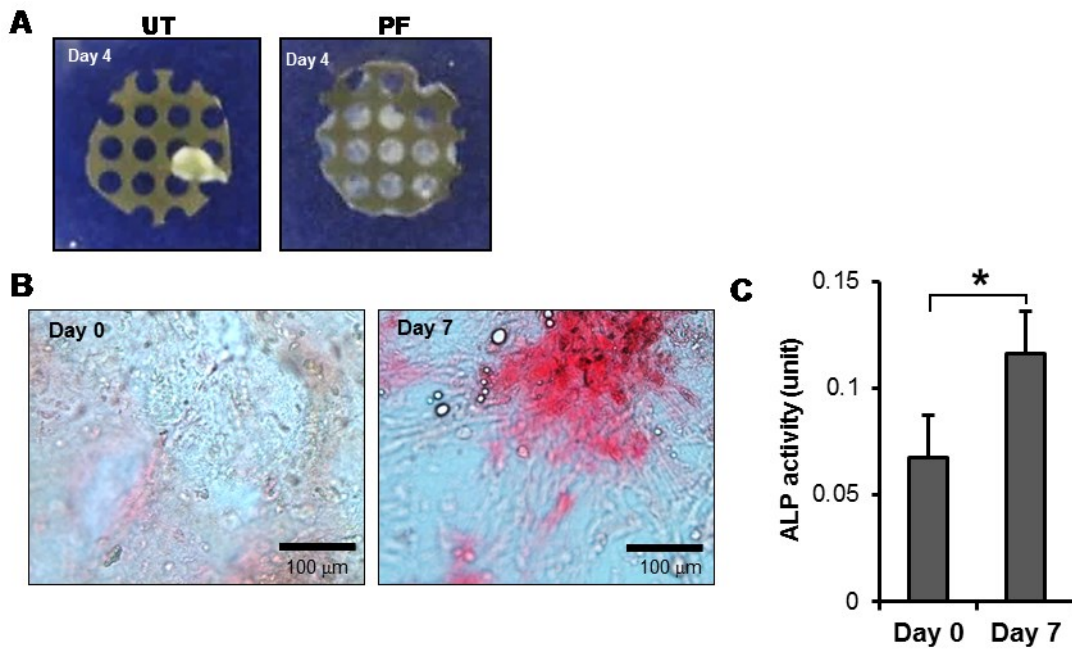 A
UT
PF
Day 4
Day 4
B
Day 0
Day 7
100 μm
100 μm
C
*
ALP activity (unit)
0.15
0.1
0.05
0
Day 0
Day 7